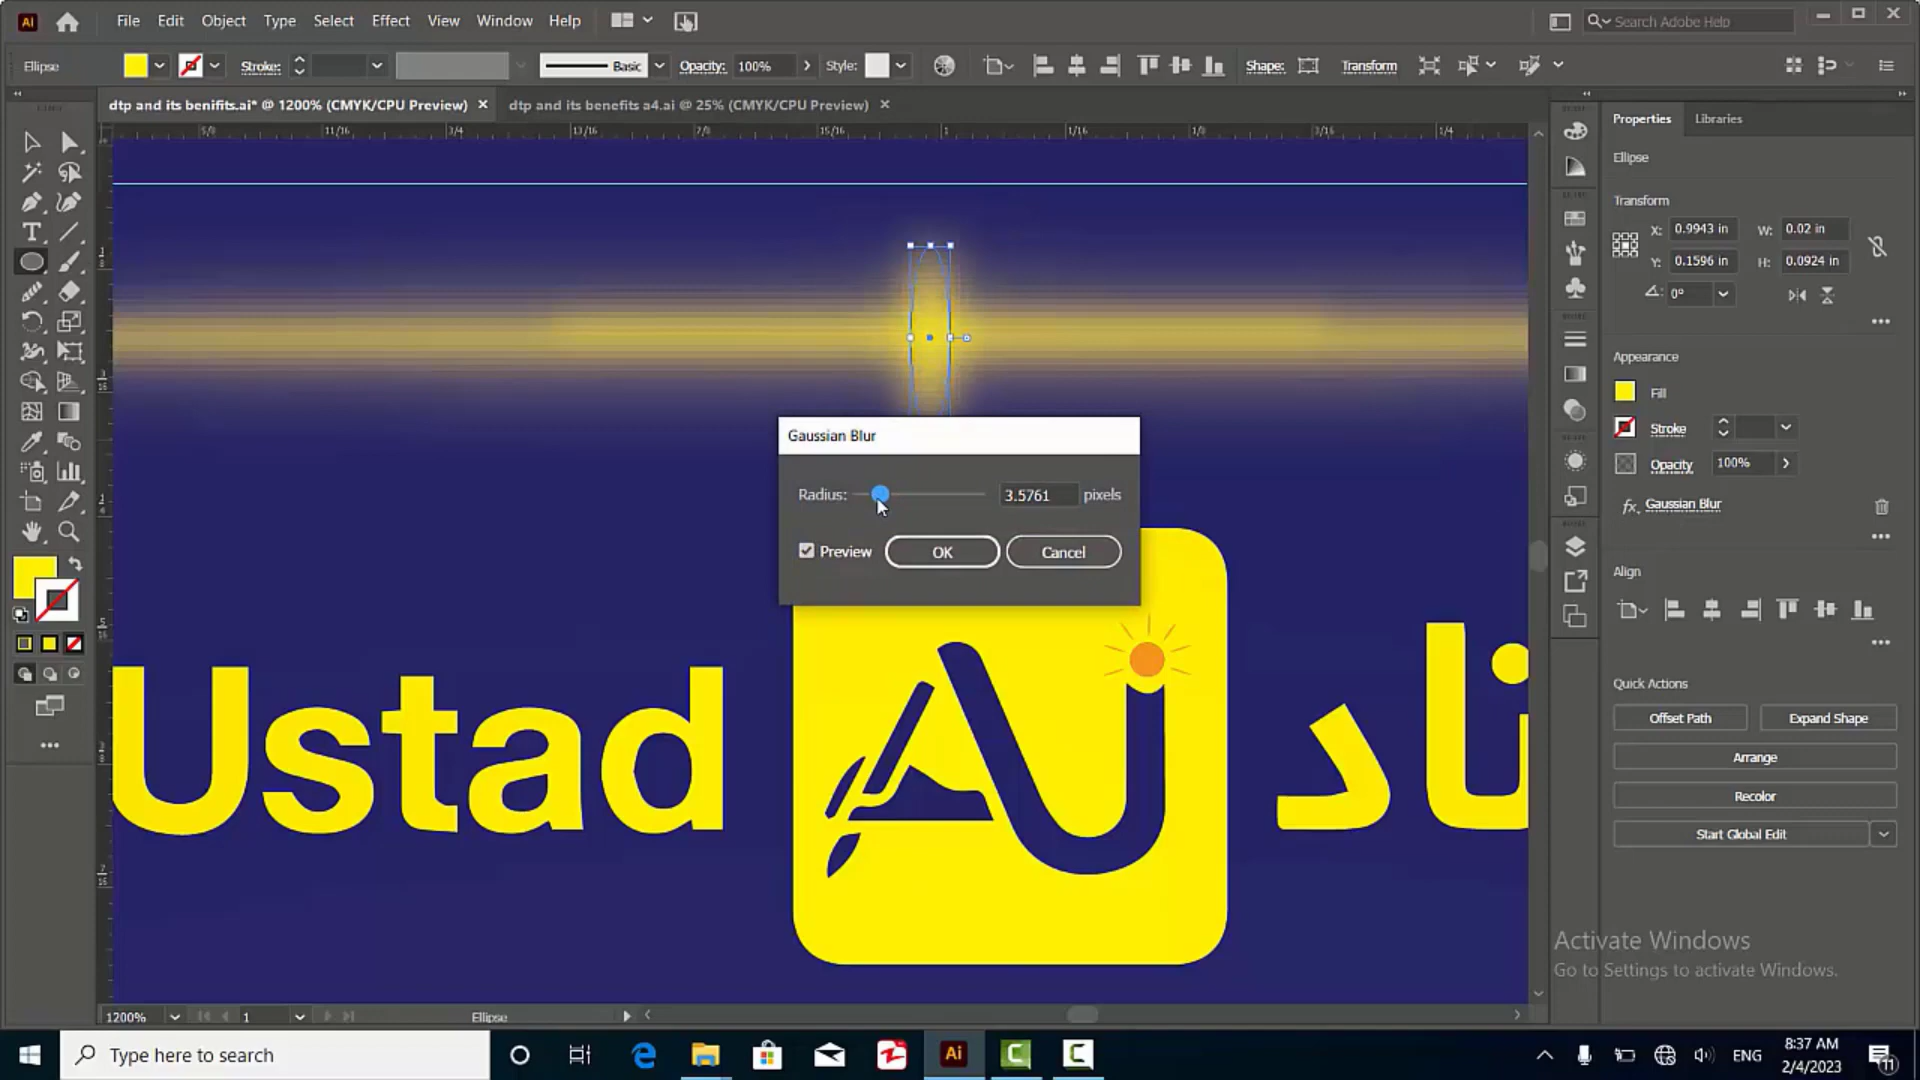 Ai File Edit Object Type Select Effect View Window Help Search Adobe Help
Ellipse Stroke: Basic Opacity: 100% Style: Shape: Transform
dtp and its benifits.ai* @ 1200% (CMYK/CPU Preview) × dtp and its benefits a4.ai @ 25% (CMYK/CPU Preview) ×
Properties Libraries
Ellipse
Transform
X: 0.9943 in W: 0.02 in
Y: 0.1596 in H: 0.0924 in
0°
Appearance
Fill
Stroke
Opacity 100%
fx Gaussian Blur
Align
Quick Actions
Offset Path Expand Shape
Arrange
Recolor
Start Global Edit
Gaussian Blur
Radius: 3.5761 pixels
Preview OK Cancel
Ustad
Activate Windows
Go to Settings to activate Windows.
1200% 1 Ellipse
Type here to search
Ai
ENG
8:37 AM
2/4/2023
11